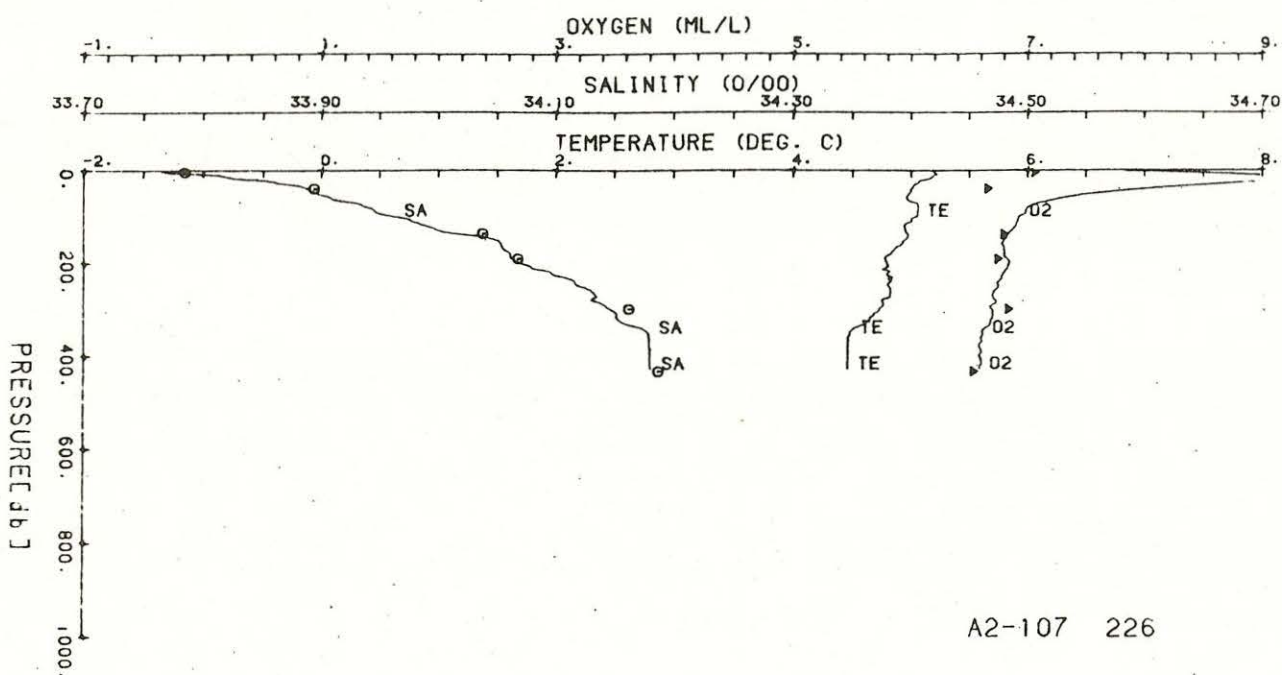 OXYGEN (ML/L)
-1. 1. 3. 5. 7. 9.
SALINITY (O/OO)
33.70 33.90 34.10 34.30 34.50 34.70
TEMPERATURE (DEG. C)
-2. 0. 2. 4. 6. 8.
0.
SA TE O2
200.
SA TE O2
400.
SA TE O2
600.
800.
1000.
PRESSURE[db]
A2-107 226